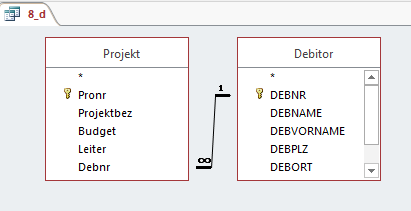 8_d
Projekt
*
Pronr
Projektbez
Budget
Leiter
Debnr
1
∞
Debitor
*
DEBNR
DEBNAME
DEBVORNAME
DEBPLZ
DEBORT